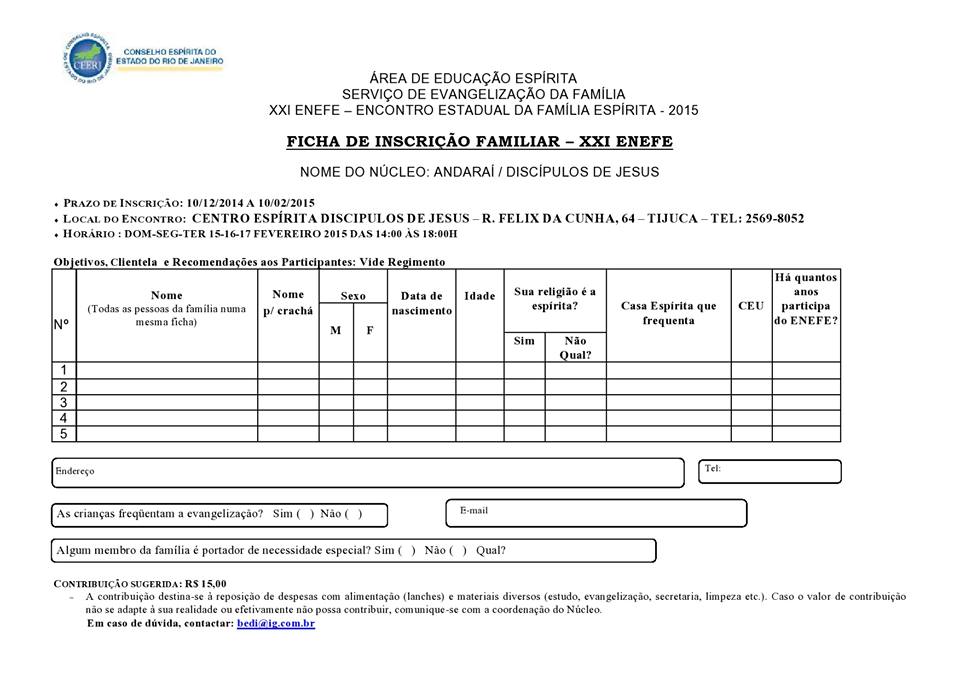 CONSELHO ESPÍRITA DO
ESTADO DO RIO DE JANEIRO
CEERJ
ÁREA DE EDUCAÇÃO ESPÍRITA
SERVIÇO DE EVANGELIZAÇÃO DA FAMÍLIA
XXI ENEFE – ENCONTRO ESTADUAL DA FAMÍLIA ESPÍRITA - 2015
FICHA DE INSCRIÇÃO FAMILIAR – XXI ENEFE
NOME DO NÚCLEO: ANDARAÍ / DISCÍPULOS DE JESUS
PRAZO DE INSCRIÇÃO: 10/12/2014 A 10/02/2015
LOCAL DO ENCONTRO: CENTRO ESPÍRITA DISCIPULOS DE JESUS – R. FELIX DA CUNHA, 64 – TIJUCA – TEL: 2569-8052
HORÁRIO : DOM-SEG-TER 15-16-17 FEVEREIRO 2015 DAS 14:00 ÀS 18:00H
Objetivos, Clientela e Recomendações aos Participantes: Vide Regimento
Nº
Nome
(Todas as pessoas da família numa
mesma ficha)
Nome
p/ crachá
Sexo
M F
Data de
nascimento
Idade
Sua religião é a
espírita?
Sim
Não
Qual?
Casa Espírita que
frequenta
CEU
Há quantos
anos
participa
do ENEFE?
1
2
3
4
5
Endereço
Tel:
As crianças freqüentam a evangelização? Sim ( ) Não ( )
E-mail
Algum membro da família é portador de necessidade especial? Sim ( ) Não ( ) Qual?
CONTRIBUIÇÃO SUGERIDA: R$ 15,00
- A contribuição destina-se à reposição de despesas com alimentação (lanches) e materiais diversos (estudo, evangelização, secretaria, limpeza etc.). Caso o valor de contribuição
não se adapte à sua realidade ou efetivamente não possa contribuir, comunique-se com a coordenação do Núcleo.
Em caso de dúvida, contactar: bedi@ig.com.br